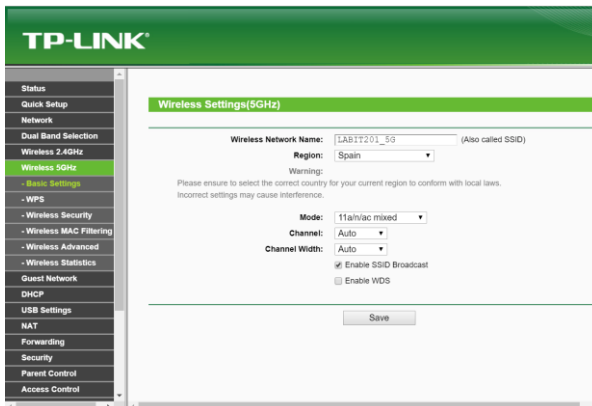 TP-LINK®
Status
Quick Setup
Network
Dual Band Selection
Wireless 2.4GHz
Wireless 5GHz
- Basic Settings
- WPS
- Wireless Security
- Wireless MAC Filtering
- Wireless Advanced
- Wireless Statistics
Guest Network
DHCP
USB Settings
NAT
Forwarding
Security
Parent Control
Access Control
Wireless Settings(5GHz)
Wireless Network Name: LABIT201_5G (Also called SSID)
Region: Spain
Warning:
Please ensure to select the correct country for your current region to conform with local laws.
Incorrect settings may cause interference.
Mode: 11a/n/ac mixed
Channel: Auto
Channel Width: Auto
Enable SSID Broadcast
Enable WDS
Save